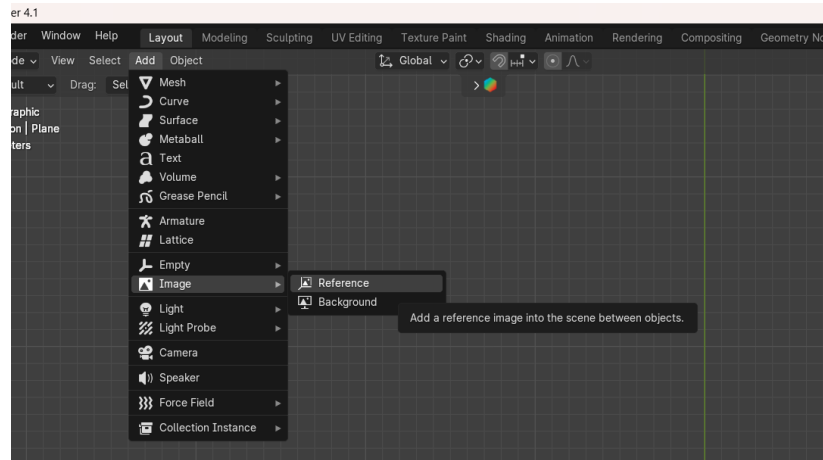 er 4.1
der Window Help Layout Modeling Sculpting UV Editing Texture Paint Shading Animation Rendering Compositing Geometry No
de View Select Add Object Global
ult Drag: Sel
raphic
on | Plane
ters
Mesh
Curve
Surface
Metaball
Text
Volume
Grease Pencil
Armature
Lattice
Empty
Image
Reference
Background
Add a reference image into the scene between objects.
Light
Light Probe
Camera
Speaker
Force Field
Collection Instance